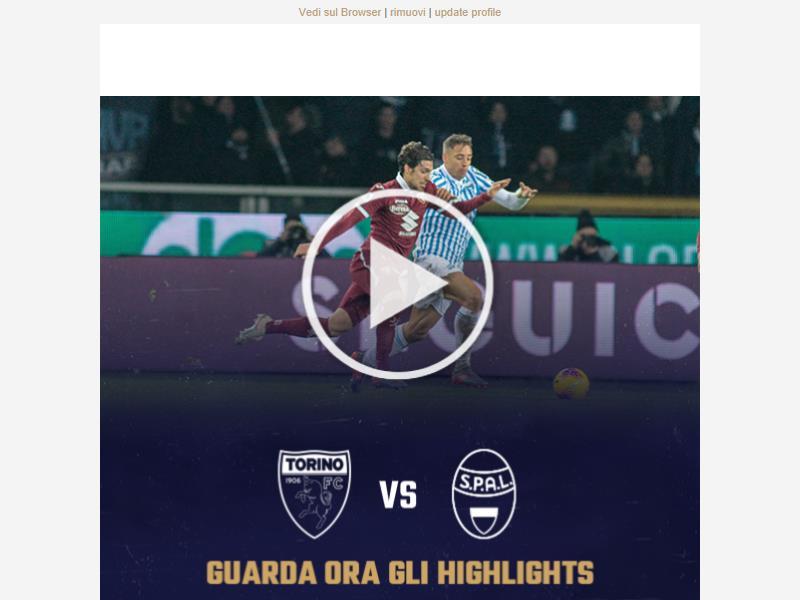 Vedi sul Browser | rimuovi | update profile
TORINO
1906 FC
VS
S.P.A.L.
GUARDA ORA GLI HIGHLIGHTS